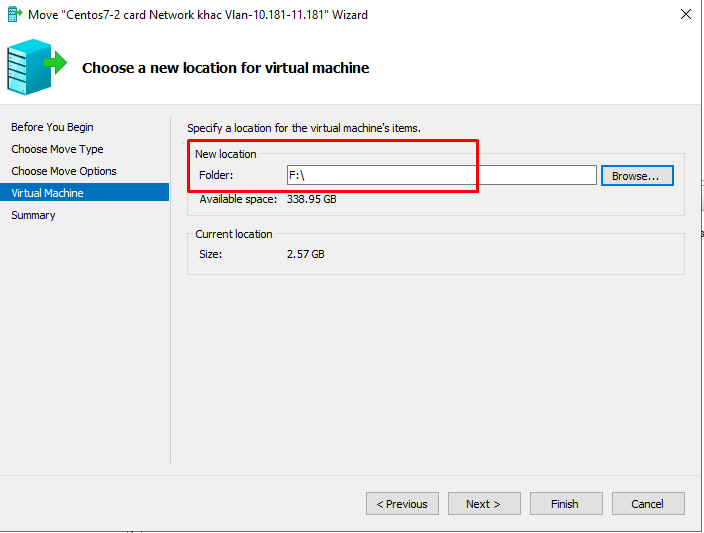 Move "Centos7-2 card Network khac Vlan-10.181-11.181" Wizard
Choose a new location for virtual machine
Before You Begin
Choose Move Type
Choose Move Options
Virtual Machine
Summary
Specify a location for the virtual machine's items.
New location
Folder:
F:\
Browse...
Available space: 338.95 GB
Current location
Size: 2.57 GB
< Previous
Next >
Finish
Cancel